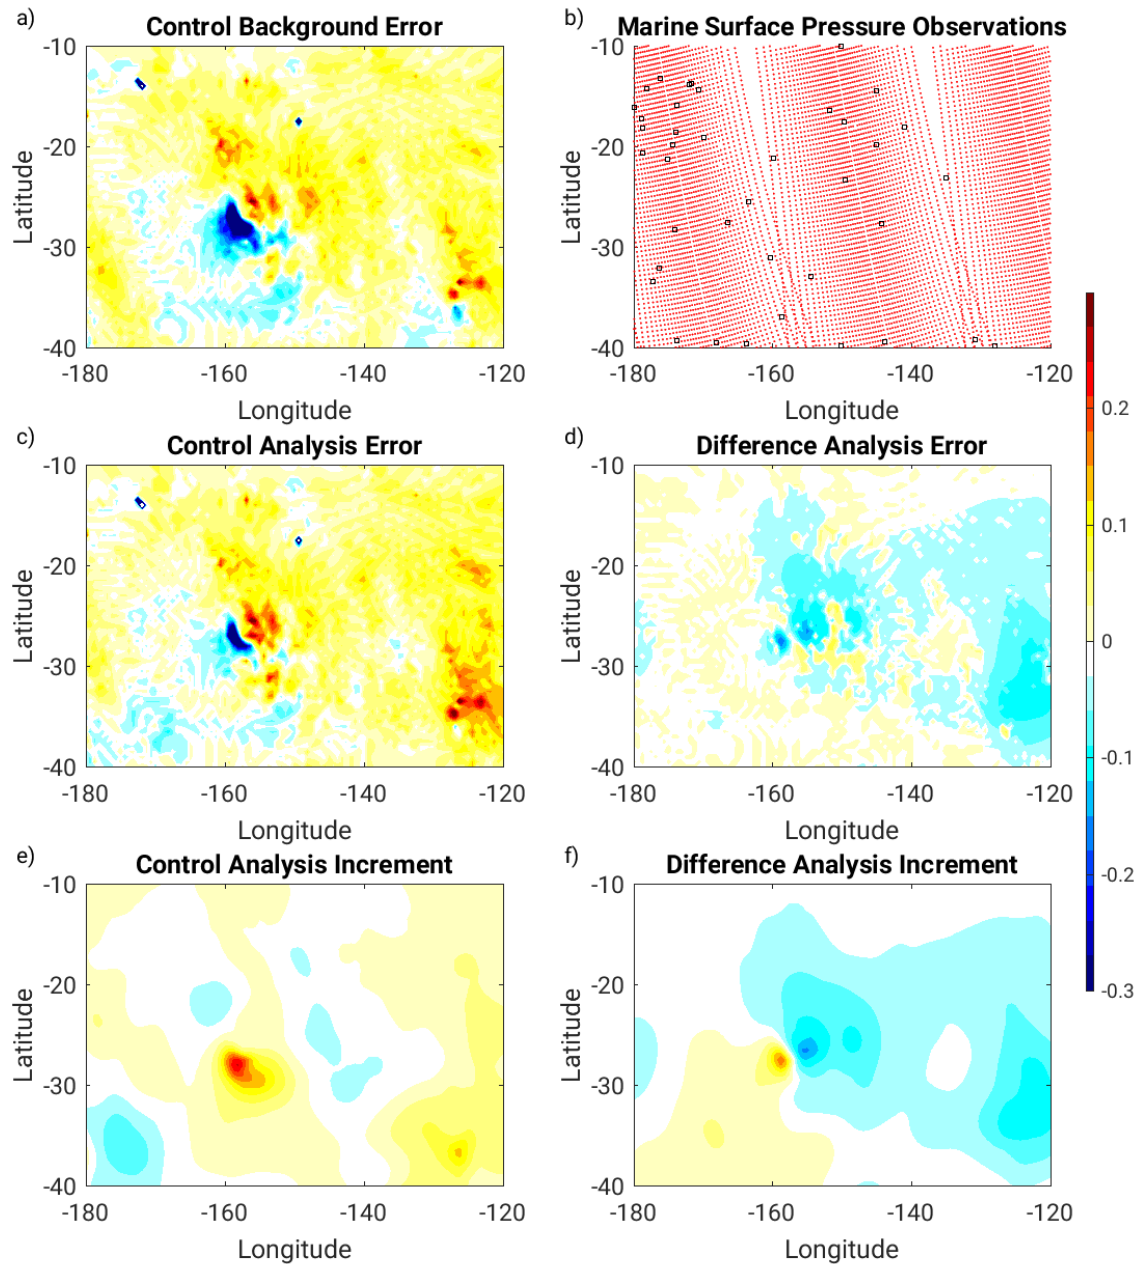 a) Control Background Error
b) Marine Surface Pressure Observations
-10
-20
-30
-40
Latitude
-180 -160 -140 -120
Longitude
-10
-20
-30
-40
Latitude
-180 -160 -140 -120
Longitude
c) Control Analysis Error
d) Difference Analysis Error
-10
-20
-30
-40
Latitude
-180 -160 -140 -120
Longitude
-10
-20
-30
-40
Latitude
-180 -160 -140 -120
Longitude
e) Control Analysis Increment
f) Difference Analysis Increment
-10
-20
-30
-40
Latitude
-180 -160 -140 -120
Longitude
-10
-20
-30
-40
Latitude
-180 -160 -140 -120
Longitude
0.2
0.1
0
-0.1
-0.2
-0.3